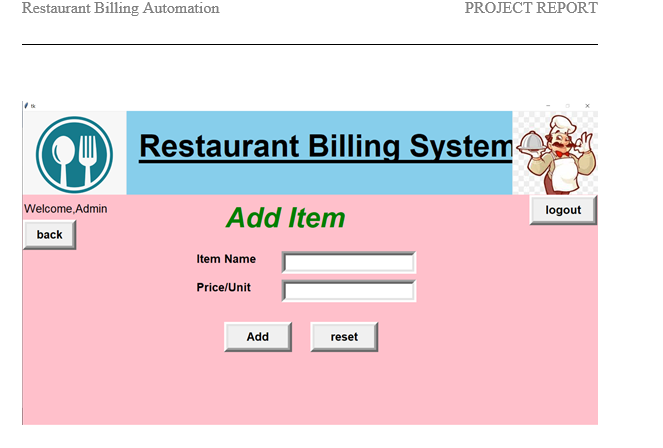 Restaurant Billing Automation PROJECT REPORT
tk
Restaurant Billing System
Welcome,Admin
Add Item
logout
back
Item Name
Price/Unit
Add reset